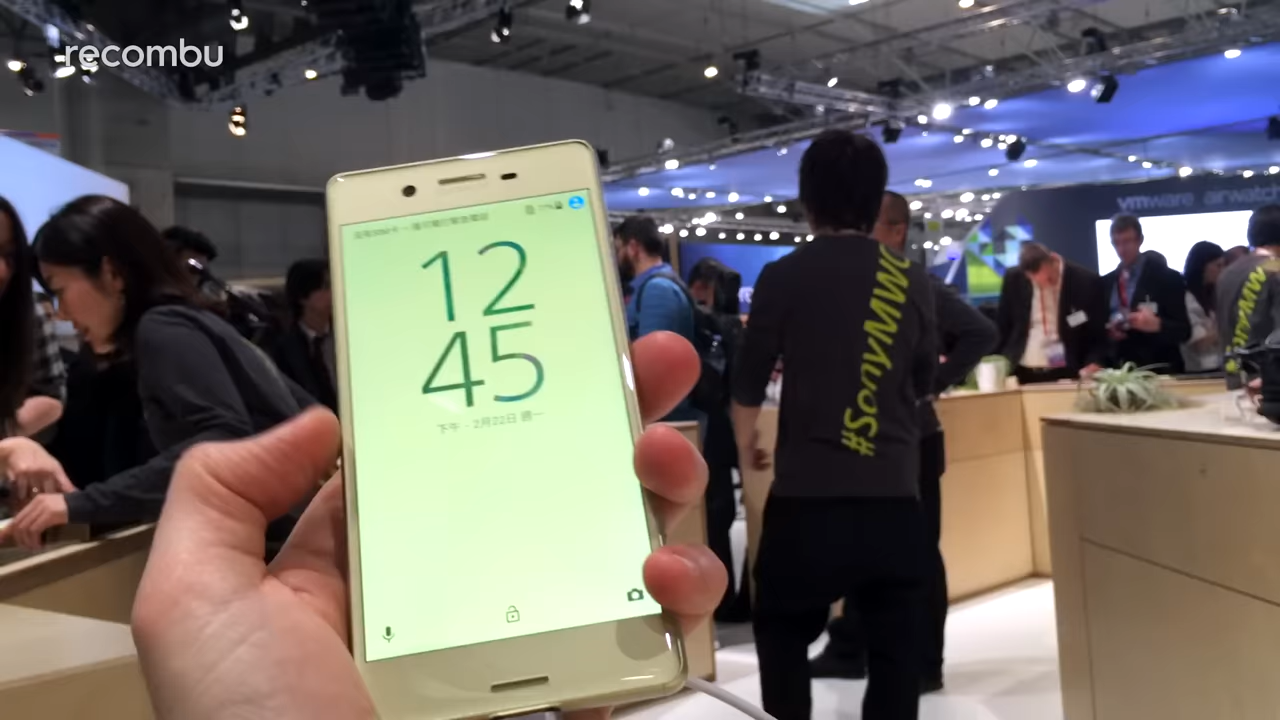 recombu
12
45
下午 - 2月22日 週一
#SonyMWC
vmware airwatch